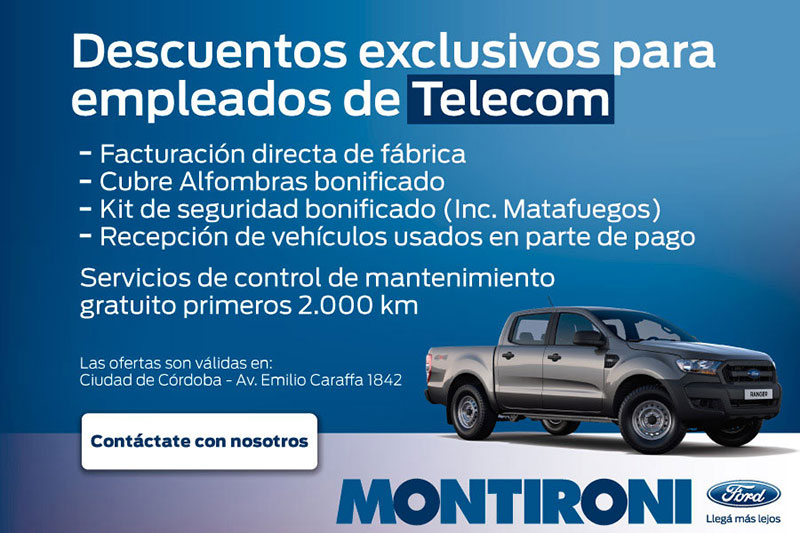 Descuentos exclusivos para
empleados de Telecom
- Facturación directa de fábrica
- Cubre Alfombras bonificado
- Kit de seguridad bonificado (Inc. Matafuegos)
- Recepción de vehículos usados en parte de pago
Servicios de control de mantenimiento
gratuito primeros 2.000 km
Las ofertas son válidas en:
Ciudad de Córdoba - Av. Emilio Caraffa 1842
4x4
RANGER
Contáctate con nosotros
MONTIRONI
Ford
Llegá más lejos